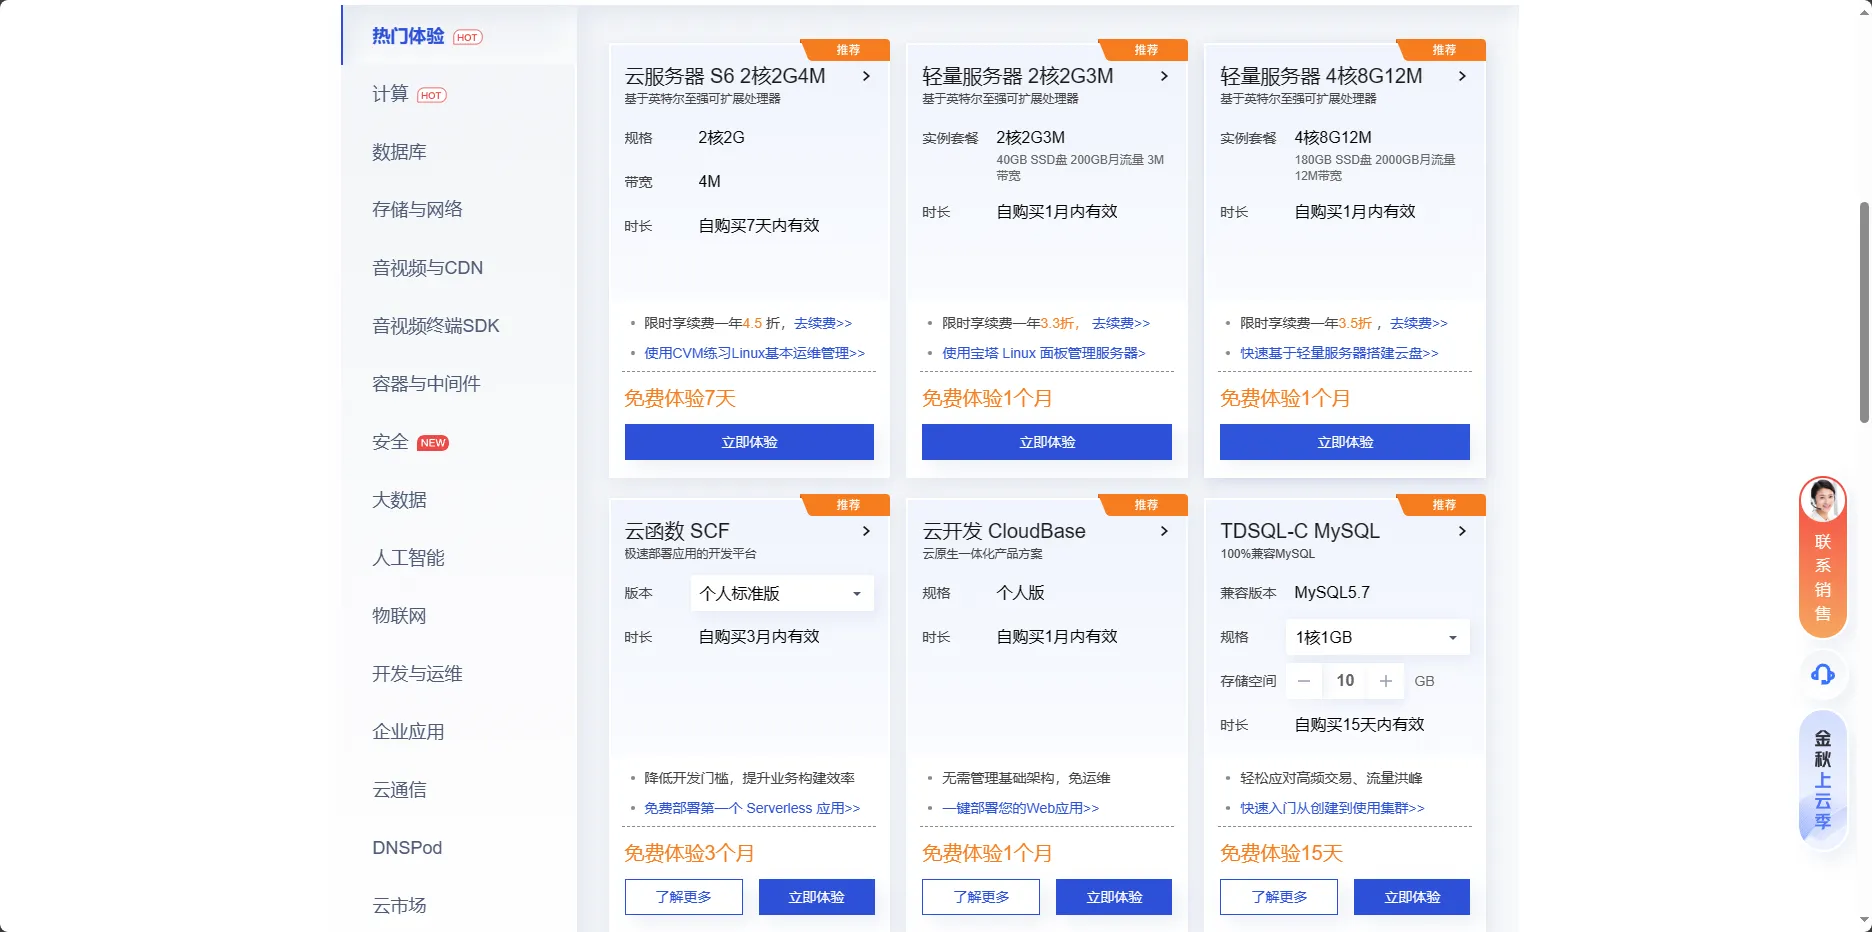 热门体验 HOT
计算 HOT
数据库
存储与网络
音视频与CDN
音视频终端SDK
容器与中间件
安全 NEW
大数据
人工智能
物联网
开发与运维
企业应用
云通信
DNSPod
云市场
推荐
云服务器 S6 2核2G4M
基于英特尔至强可扩展处理器
规格 2核2G
带宽 4M
时长 自购买7天内有效
限时享续费一年4.5 折，去续费>>
使用CVM练习Linux基本运维管理>>
免费体验7天
立即体验
推荐
轻量服务器 2核2G3M
基于英特尔至强可扩展处理器
实例套餐 2核2G3M
40GB SSD盘 200GB月流量 3M
带宽
时长 自购买1月内有效
限时享续费一年3.3折， 去续费>>
使用宝塔 Linux 面板管理服务器>
免费体验1个月
立即体验
推荐
轻量服务器 4核8G12M
基于英特尔至强可扩展处理器
实例套餐 4核8G12M
180GB SSD盘 2000GB月流量
12M带宽
时长 自购买1月内有效
限时享续费一年3.5折 ，去续费>>
快速基于轻量服务器搭建云盘>>
免费体验1个月
立即体验
推荐
云函数 SCF
极速部署应用的开发平台
版本 个人标准版
时长 自购买3月内有效
降低开发门槛，提升业务构建效率
免费部署第一个 Serverless 应用>>
免费体验3个月
了解更多 立即体验
推荐
云开发 CloudBase
云原生一体化产品方案
规格 个人版
时长 自购买1月内有效
无需管理基础架构，免运维
一键部署您的Web应用>>
免费体验1个月
了解更多 立即体验
推荐
TDSQL-C MySQL
100%兼容MySQL
兼容版本 MySQL5.7
规格 1核1GB
存储空间 — 10 + GB
时长 自购买15天内有效
轻松应对高频交易、流量洪峰
快速入门从创建到使用集群>>
免费体验15天
了解更多 立即体验
联系销售
金秋上云季